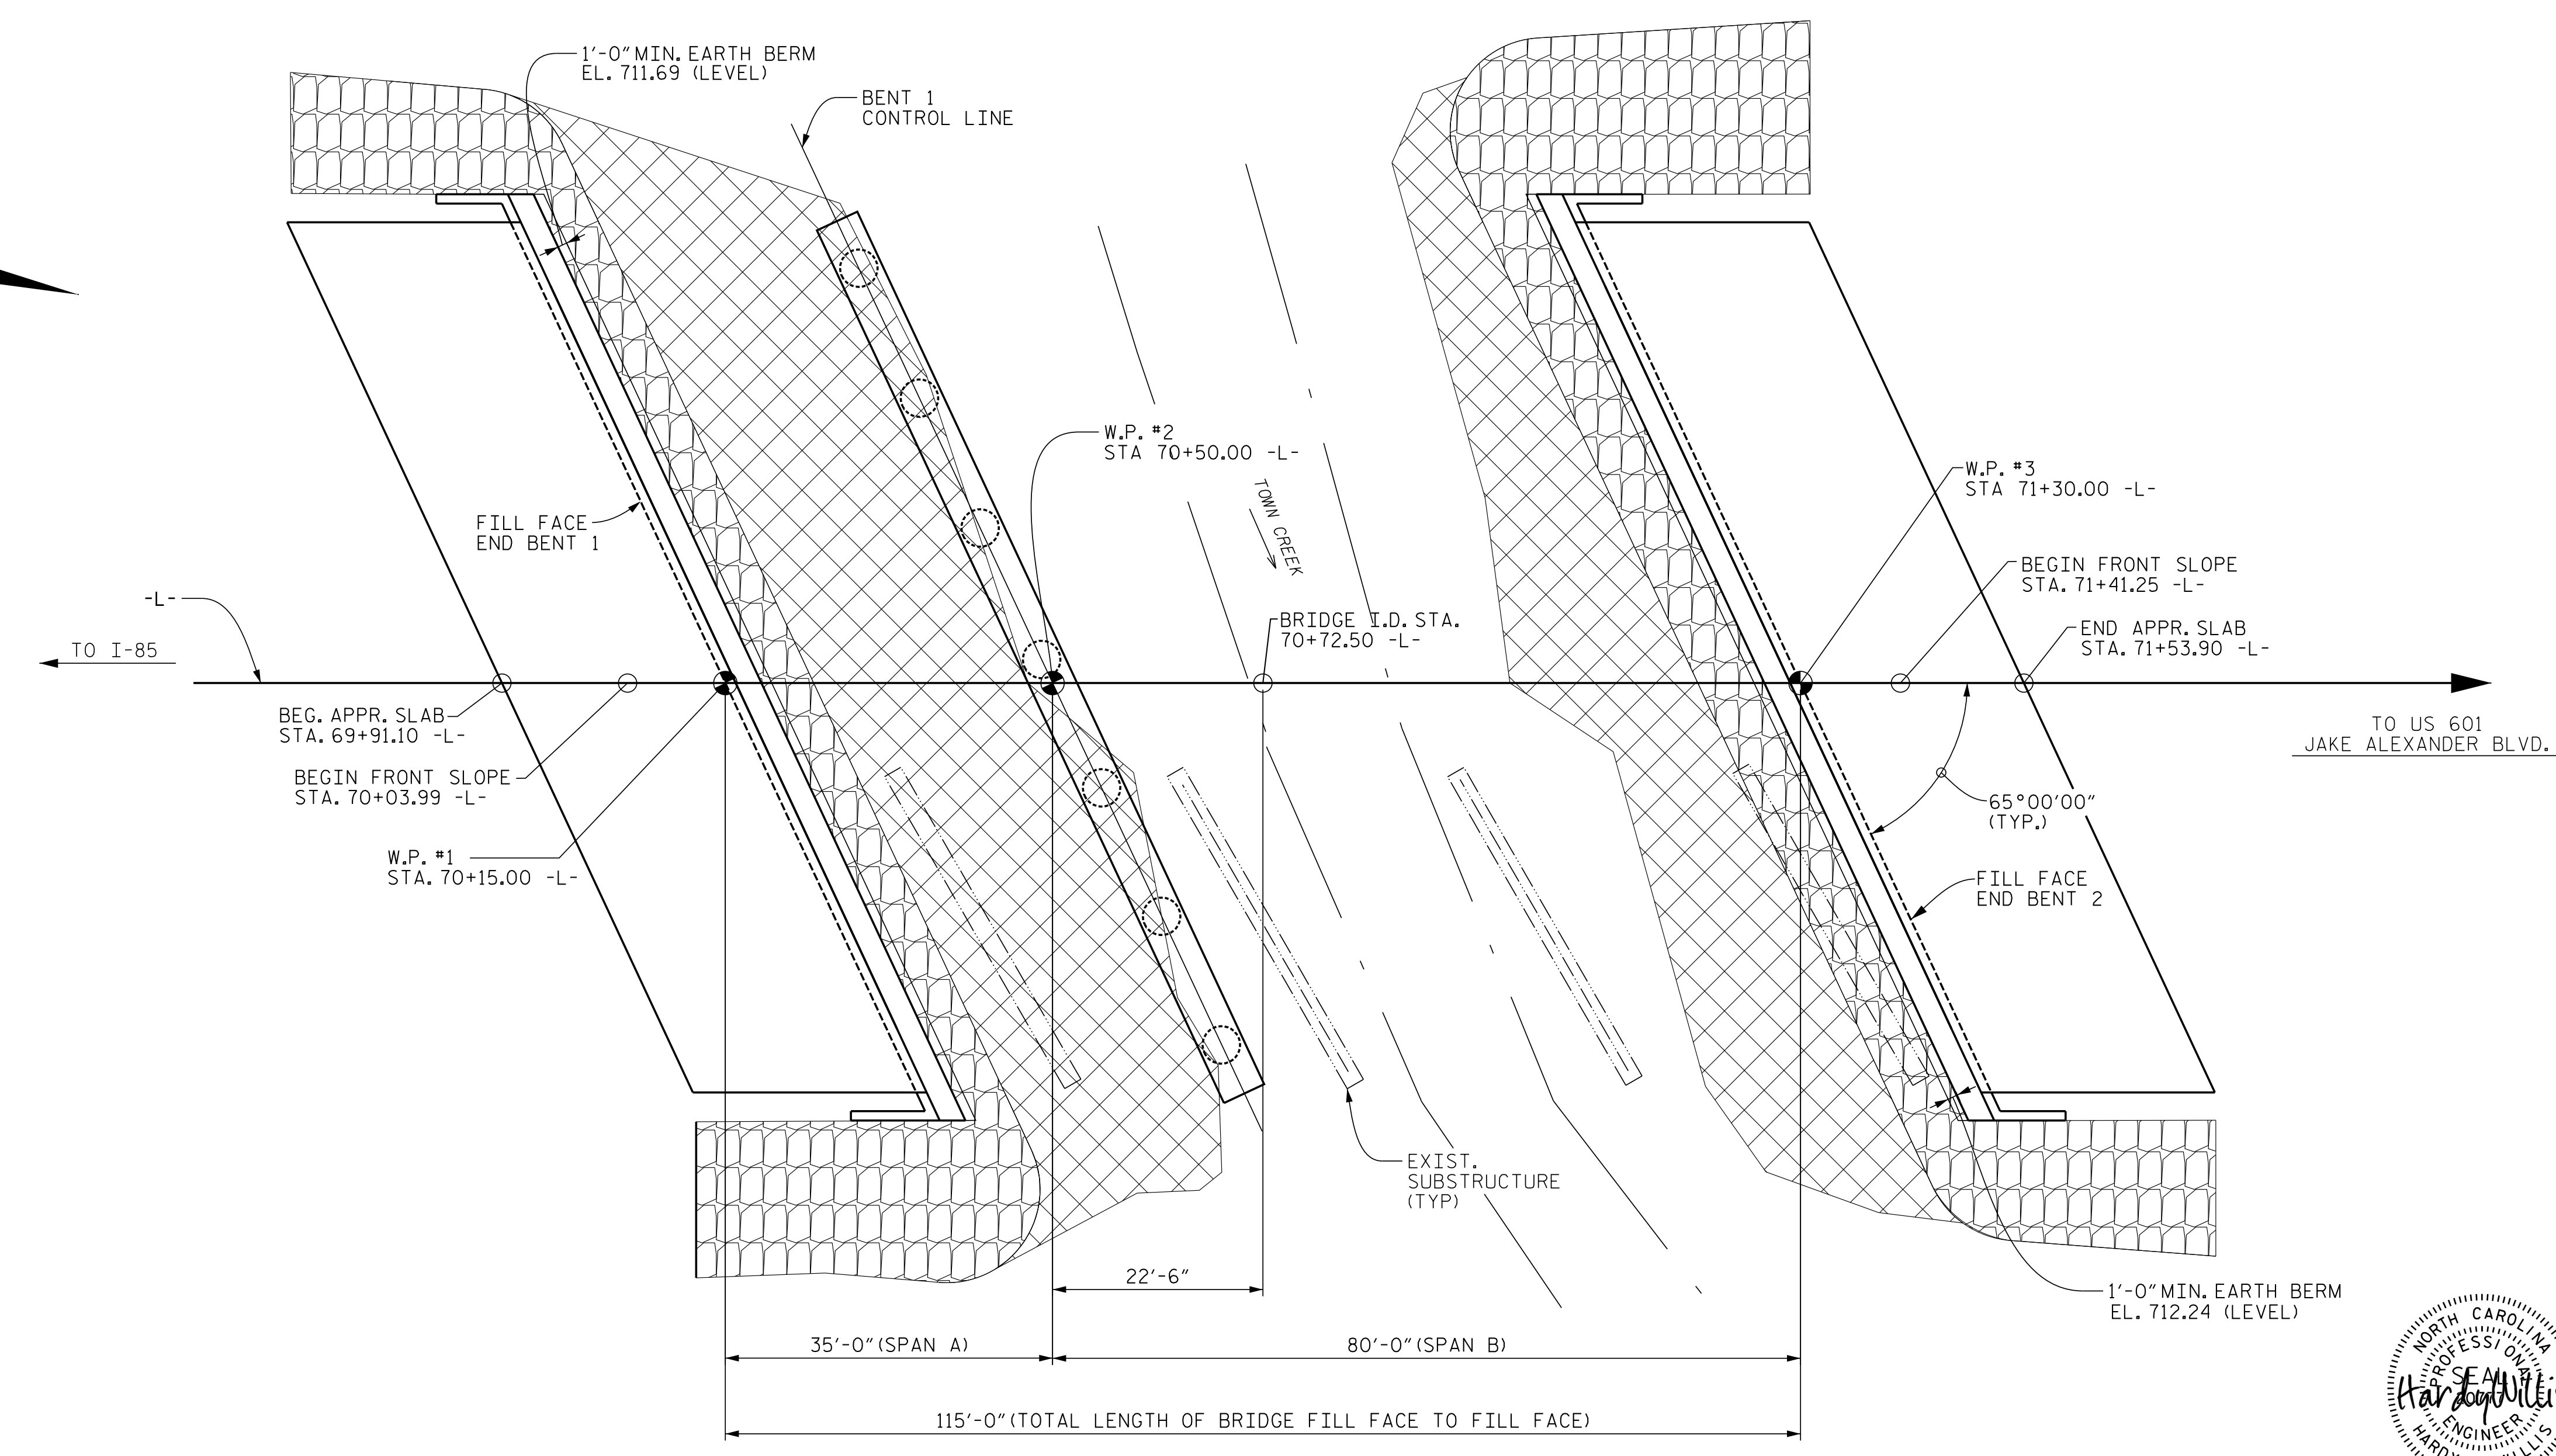 1'-0" MIN. EARTH BERM
EL. 711.69 (LEVEL)
BENT 1
CONTROL LINE
W.P. #2
STA 70+50.00 -L-
W.P. #3
STA 71+30.00 -L-
TOWN CREEK
FILL FACE
END BENT 1
BEGIN FRONT SLOPE
STA. 71+41.25 -L-
-L-
BRIDGE I.D. STA.
70+72.50 -L-
END APPR. SLAB
STA. 71+53.90 -L-
TO I-85
BEG. APPR. SLAB
STA. 69+91.10 -L-
TO US 601
JAKE ALEXANDER BLVD.
BEGIN FRONT SLOPE
STA. 70+03.99 -L-
65°00'00"
(TYP.)
W.P. #1
STA. 70+15.00 -L-
FILL FACE
END BENT 2
EXIST.
SUBSTRUCTURE
(TYP)
22'-6"
1'-0" MIN. EARTH BERM
EL. 712.24 (LEVEL)
35'-0" (SPAN A)
80'-0" (SPAN B)
115'-0" (TOTAL LENGTH OF BRIDGE FILL FACE TO FILL FACE)
NORTH CAROLINA
PROFESSIONAL
SEAL
ENGINEER